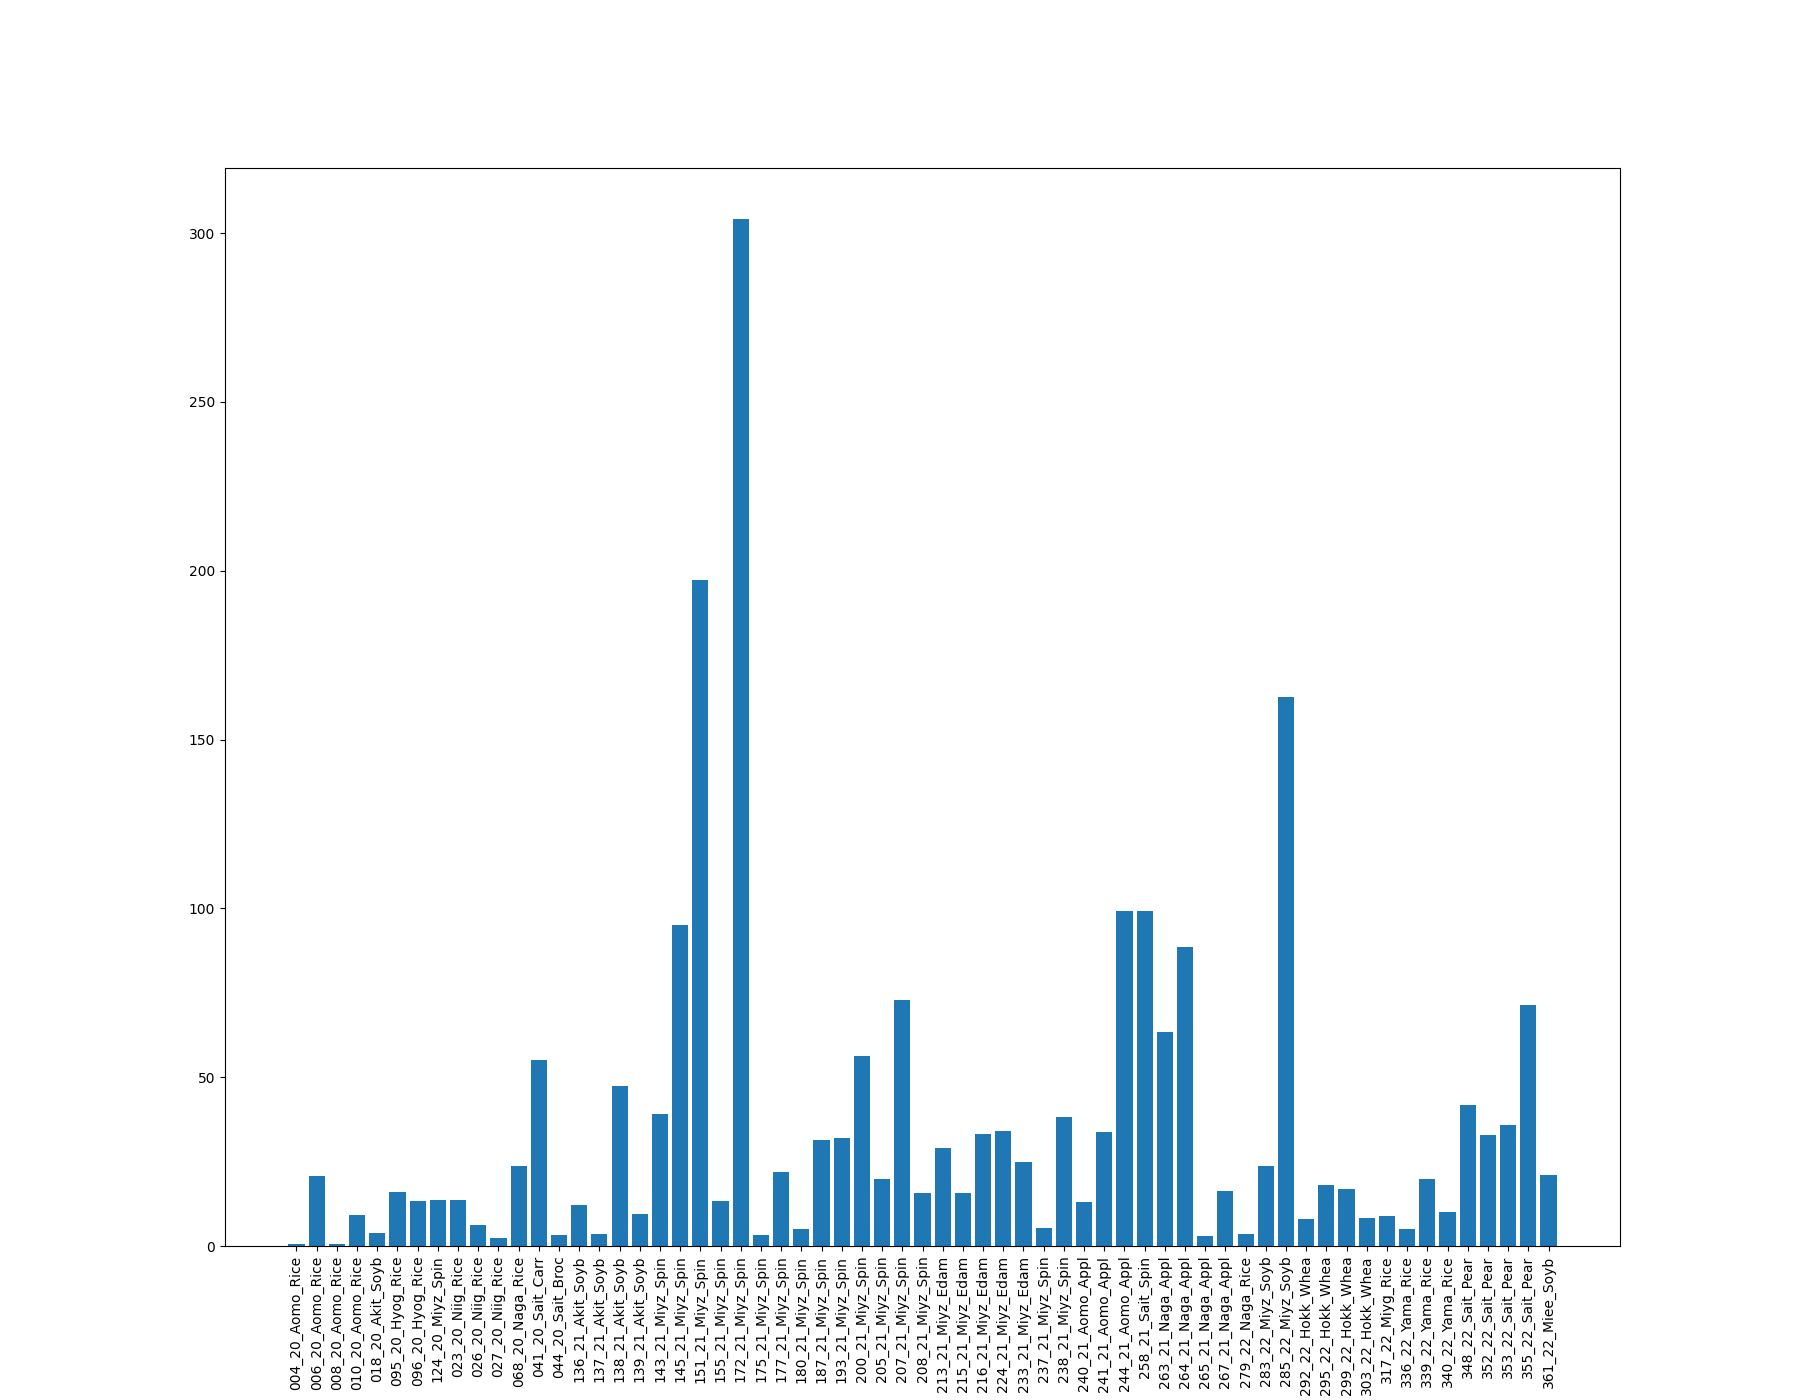 300
250
200
150
100
50
0
004_20_Aomo_Rice
006_20_Aomo_Rice
008_20_Aomo_Rice
010_20_Aomo_Rice
018_20_Akit_Soyb
095_20_Hyog_Rice
096_20_Hyog_Rice
124_20_Miyz_Spin
023_20_Niig_Rice
026_20_Niig_Rice
027_20_Niig_Rice
068_20_Naga_Rice
041_20_Sait_Carr
044_20_Sait_Broc
136_21_Akit_Soyb
137_21_Akit_Soyb
138_21_Akit_Soyb
139_21_Akit_Soyb
143_21_Miyz_Spin
145_21_Miyz_Spin
151_21_Miyz_Spin
155_21_Miyz_Spin
172_21_Miyz_Spin
175_21_Miyz_Spin
177_21_Miyz_Spin
180_21_Miyz_Spin
187_21_Miyz_Spin
193_21_Miyz_Spin
200_21_Miyz_Spin
205_21_Miyz_Spin
207_21_Miyz_Spin
208_21_Miyz_Spin
213_21_Miyz_Edam
215_21_Miyz_Edam
216_21_Miyz_Edam
224_21_Miyz_Edam
233_21_Miyz_Edam
237_21_Miyz_Spin
238_21_Miyz_Spin
240_21_Aomo_Appl
241_21_Aomo_Appl
244_21_Aomo_Appl
258_21_Sait_Spin
263_21_Naga_Appl
264_21_Naga_Appl
265_21_Naga_Appl
267_21_Naga_Appl
279_22_Naga_Rice
283_22_Miyz_Soyb
285_22_Miyz_Soyb
292_22_Hokk_Whea
295_22_Hokk_Whea
299_22_Hokk_Whea
303_22_Hokk_Whea
317_22_Miyg_Rice
336_22_Yama_Rice
339_22_Yama_Rice
340_22_Yama_Rice
348_22_Sait_Pear
352_22_Sait_Pear
353_22_Sait_Pear
355_22_Sait_Pear
361_22_Miee_Soyb